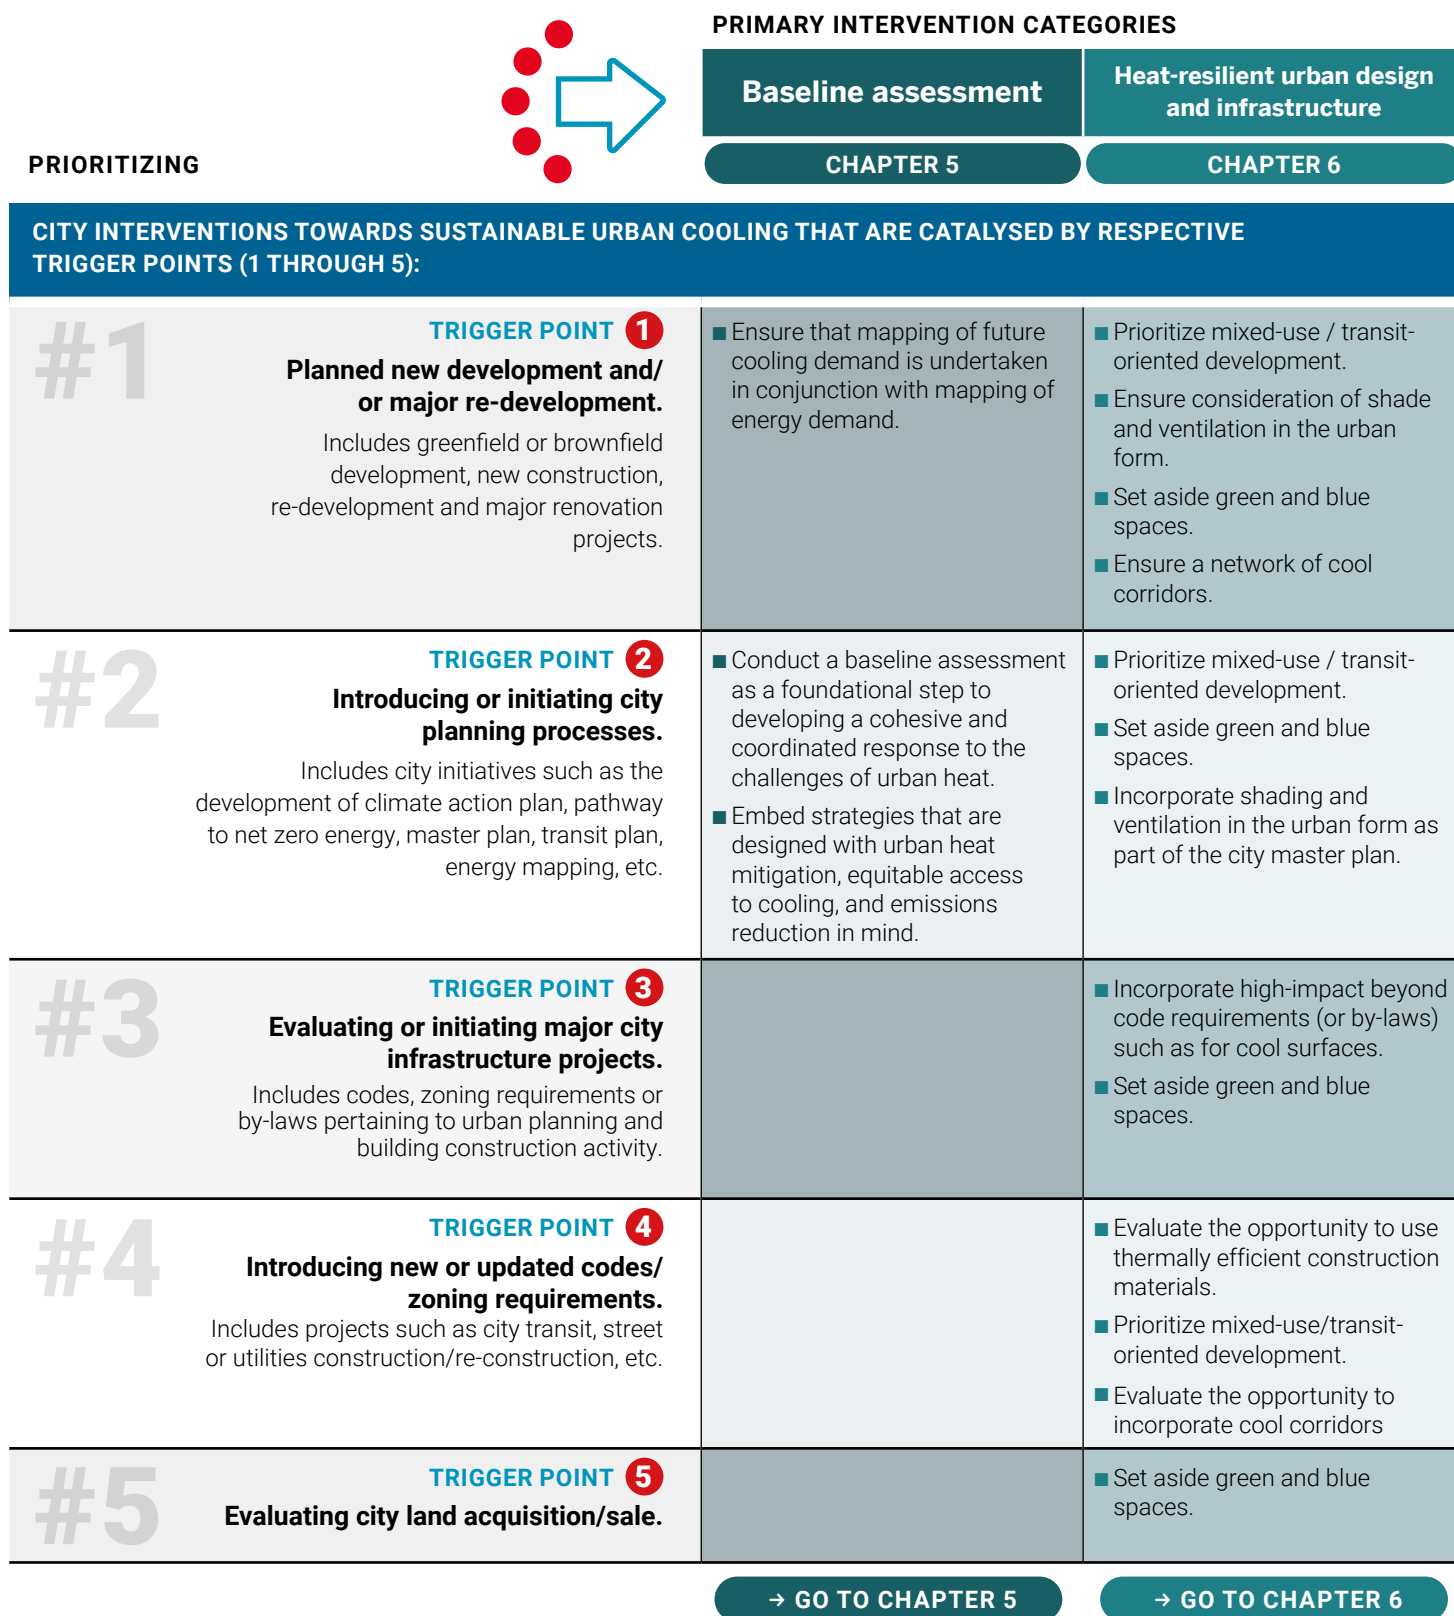 PRIMARY INTERVENTION CATEGORIES
Baseline assessment
Heat-resilient urban design
and infrastructure
PRIORITIZING
CHAPTER 5
CHAPTER 6
CITY INTERVENTIONS TOWARDS SUSTAINABLE URBAN COOLING THAT ARE CATALYSED BY RESPECTIVE
TRIGGER POINTS (1 THROUGH 5):
#1
TRIGGER POINT 1
Planned new development and/
or major re-development.
Includes greenfield or brownfield
development, new construction,
re-development and major renovation
projects.
■ Ensure that mapping of future
cooling demand is undertaken
in conjunction with mapping of
energy demand.
■ Prioritize mixed-use / transit-
oriented development.
■ Ensure consideration of shade
and ventilation in the urban
form.
■ Set aside green and blue
spaces.
■ Ensure a network of cool
corridors.
#2
TRIGGER POINT 2
Introducing or initiating city
planning processes.
Includes city initiatives such as the
development of climate action plan, pathway
to net zero energy, master plan, transit plan,
energy mapping, etc.
■ Conduct a baseline assessment
as a foundational step to
developing a cohesive and
coordinated response to the
challenges of urban heat.
■ Embed strategies that are
designed with urban heat
mitigation, equitable access
to cooling, and emissions
reduction in mind.
■ Prioritize mixed-use / transit-
oriented development.
■ Set aside green and blue
spaces.
■ Incorporate shading and
ventilation in the urban form as
part of the city master plan.
#3
TRIGGER POINT 3
Evaluating or initiating major city
infrastructure projects.
Includes codes, zoning requirements or
by-laws pertaining to urban planning and
building construction activity.
■ Incorporate high-impact beyond
code requirements (or by-laws)
such as for cool surfaces.
■ Set aside green and blue
spaces.
#4
TRIGGER POINT 4
Introducing new or updated codes/
zoning requirements.
Includes projects such as city transit, street
or utilities construction/re-construction, etc.
■ Evaluate the opportunity to use
thermally efficient construction
materials.
■ Prioritize mixed-use/transit-
oriented development.
■ Evaluate the opportunity to
incorporate cool corridors
#5
TRIGGER POINT 5
Evaluating city land acquisition/sale.
■ Set aside green and blue
spaces.
→ GO TO CHAPTER 5
→ GO TO CHAPTER 6